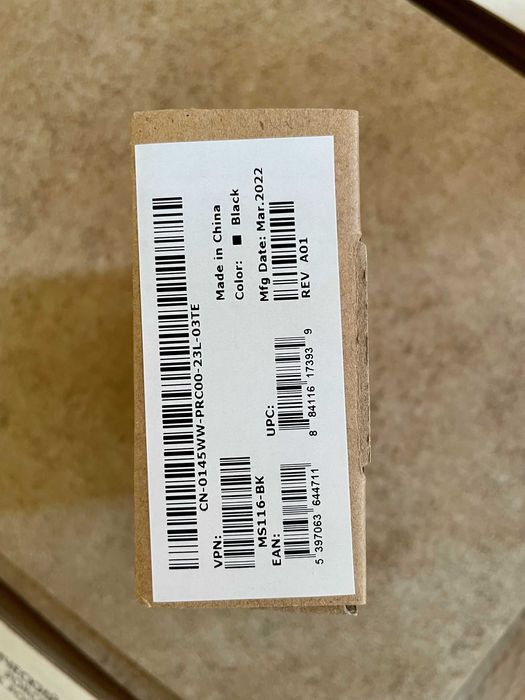 CN-0145WW-PRC00-23L-03TE
VPN:
MS116-BK
EAN:
5 397063 644711
UPC:
8 84116 17393 9
Made in China
Color: ■ Black
Mfg Date: Mar.2022
REV A01